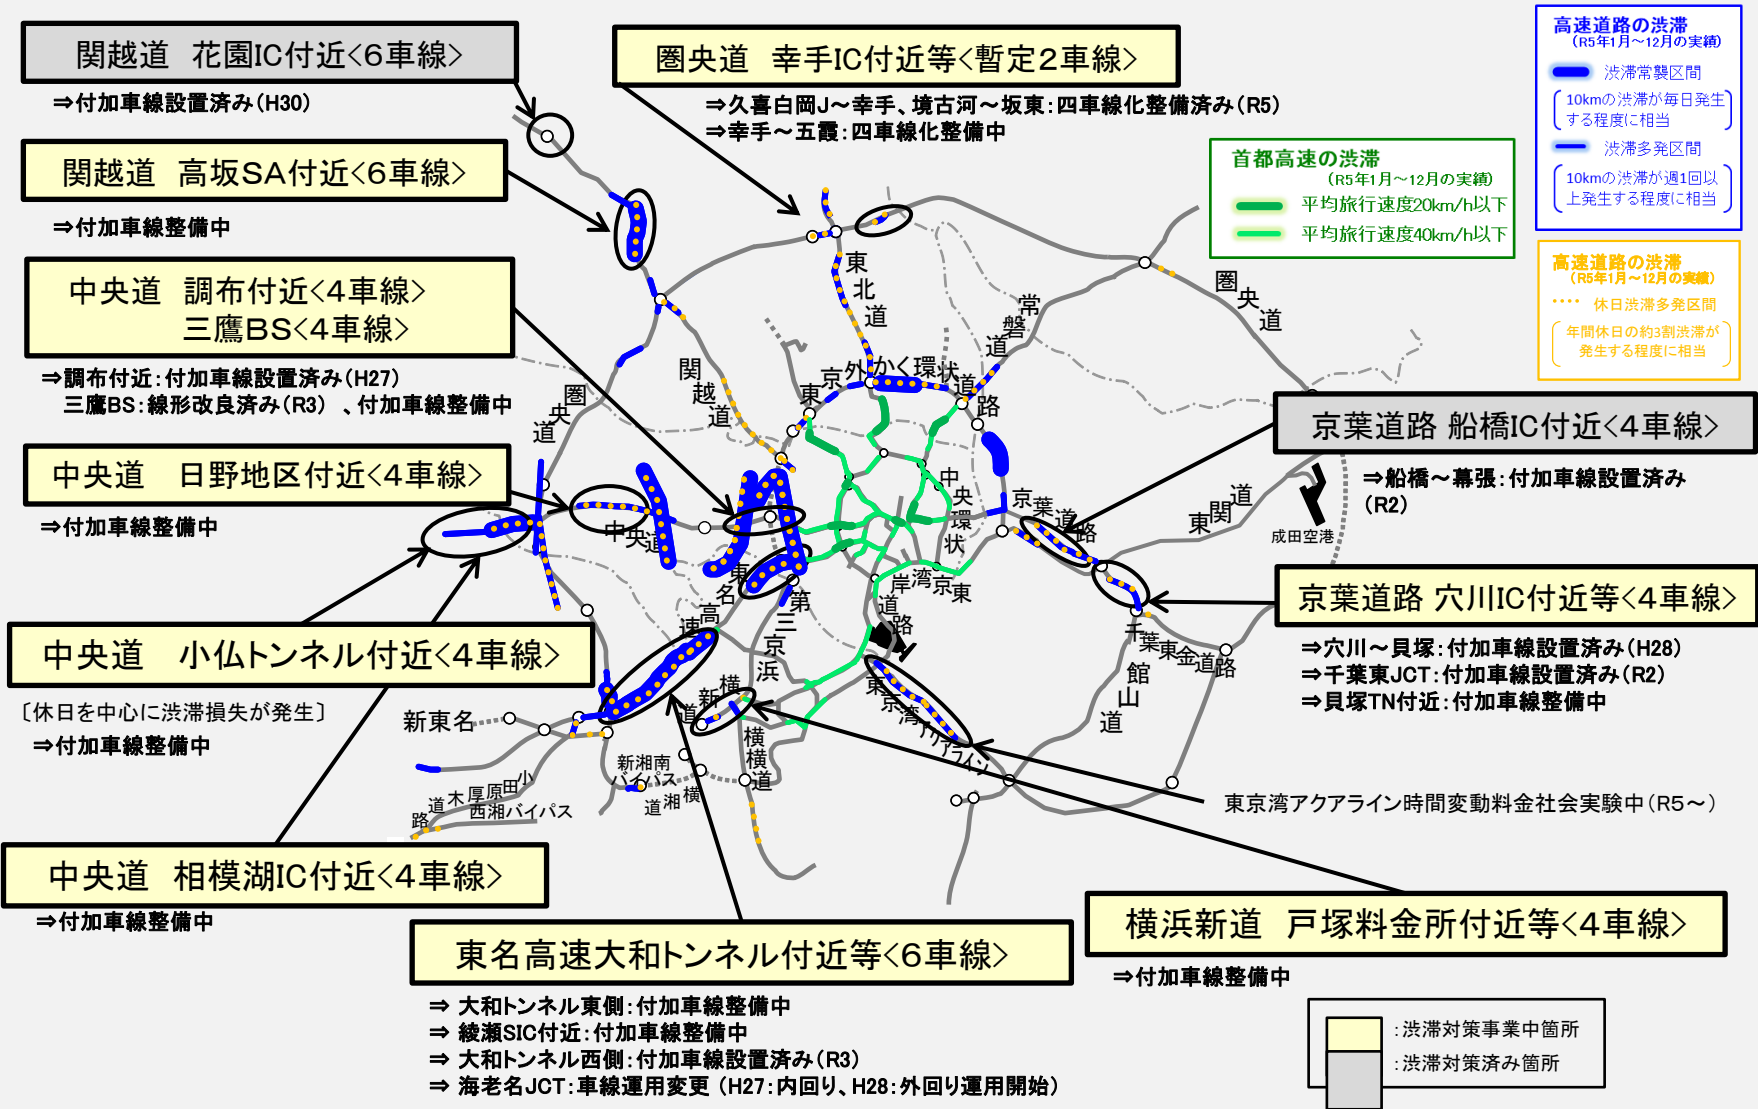 関越道　花園IC付近<6車線>
⇒付加車線設置済み(H30)
関越道　高坂SA付近<6車線>
⇒付加車線整備中
中央道　調布付近<4車線>
三鷹BS<4車線>
⇒調布付近:付加車線設置済み(H27)
三鷹BS:線形改良済み(R3) 、付加車線整備中
中央道　日野地区付近<4車線>
⇒付加車線整備中
中央道　小仏トンネル付近<4車線>
〔休日を中心に渋滞損失が発生〕
⇒付加車線整備中
中央道　相模湖IC付近<4車線>
⇒付加車線整備中
圏央道　幸手IC付近等<暫定2車線>
⇒久喜白岡J～幸手、境古河～坂東:四車線化整備済み(R5)
⇒幸手～五霞:四車線化整備中
首都高速の渋滞
(R5年1月～12月の実績)
平均旅行速度20km/h以下
平均旅行速度40km/h以下
高速道路の渋滞
(R5年1月～12月の実績)
渋滞常襲区間
10kmの渋滞が毎日発生
する程度に相当
渋滞多発区間
10kmの渋滞が週1回以
上発生する程度に相当
高速道路の渋滞
(R5年1月～12月の実績)
休日渋滞多発区間
年間休日の約3割渋滞が
発生する程度に相当
京葉道路 船橋IC付近<4車線>
⇒船橋～幕張:付加車線設置済み
(R2)
成田空港
京葉道路 穴川IC付近等<4車線>
⇒穴川～貝塚:付加車線設置済み(H28)
⇒千葉東JCT:付加車線設置済み(R2)
⇒貝塚TN付近:付加車線整備中
東京湾アクアライン時間変動料金社会実験中(R5～)
横浜新道　戸塚料金所付近等<4車線>
⇒付加車線整備中
東名高速大和トンネル付近等<6車線>
⇒ 大和トンネル東側:付加車線整備中
⇒ 綾瀬SIC付近:付加車線整備中
⇒ 大和トンネル西側:付加車線設置済み(R3)
⇒ 海老名JCT:車線運用変更 (H27:内回り、H28:外回り運用開始)
:渋滞対策事業中箇所
:渋滞対策済み箇所
東北道
常磐道
圏央道
圏央道
関越道
東京外かく環状道路
中央環状
中央道
京葉道路
東関道
東名高速
第三京浜
東京湾岸道路
東京湾アクアライン
千葉東金道路
館山道
横浜新道
横横道
新東名
新湘南
バイパス
横湘道
小田原厚木道路
西湘バイパス